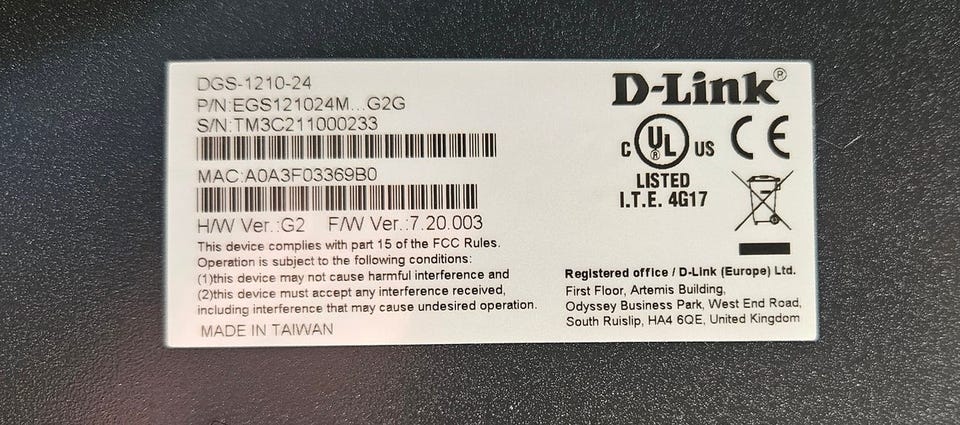 DGS-1210-24
P/N:EGS121024M...G2G
S/N:TM3C211000233
MAC:A0A3F03369B0
H/W Ver.:G2 F/W Ver.:7.20.003
This device complies with part 15 of the FCC Rules.
Operation is subject to the following conditions:
(1)this device may not cause harmful interference and
(2)this device must accept any interference received,
including interference that may cause undesired operation.
MADE IN TAIWAN
D-Link®
C UL® US CE
LISTED
I.T.E. 4G17
Registered office / D-Link (Europe) Ltd.
First Floor, Artemis Building,
Odyssey Business Park, West End Road,
South Ruislip, HA4 6QE, United Kingdom